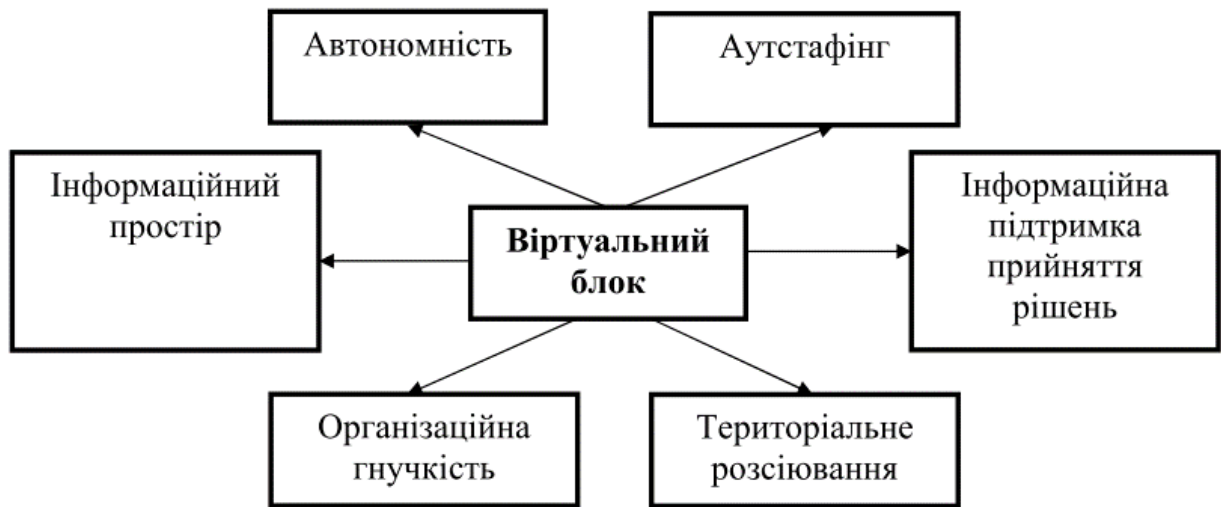 Автономність
Аутстафінг
Інформаційний
простір
Віртуальний
блок
Інформаційна
підтримка
прийняття
рішень
Організаційна
гнучкість
Територіальне
розсіювання